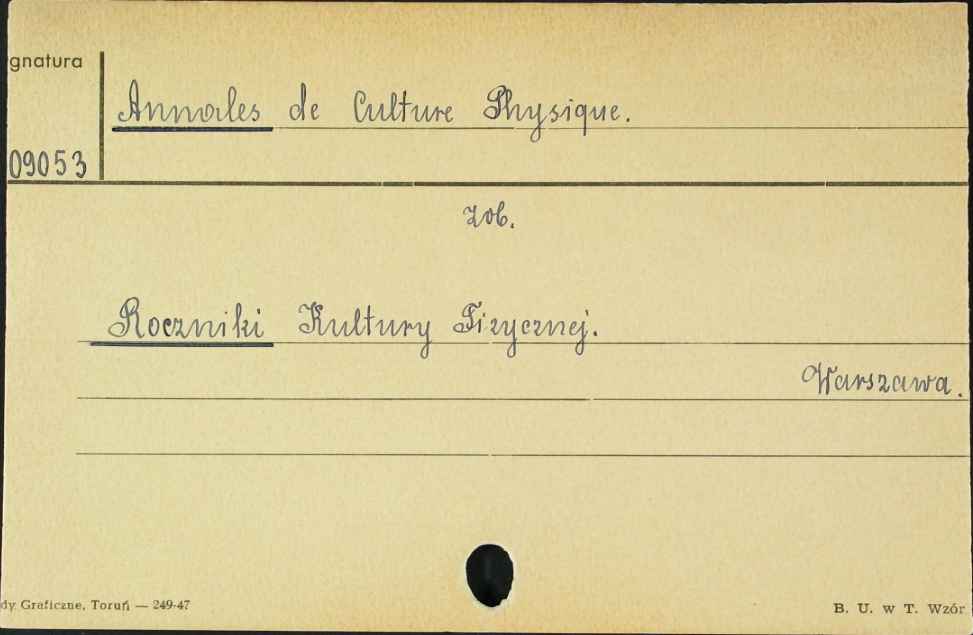 gnatura
Annales de Culture Physique.
09053
zob.
Roczniki Kultury Fizycznej.
Warszawa.
dy Graficzne, Toruń — 249-47
B. U. w T. Wzór